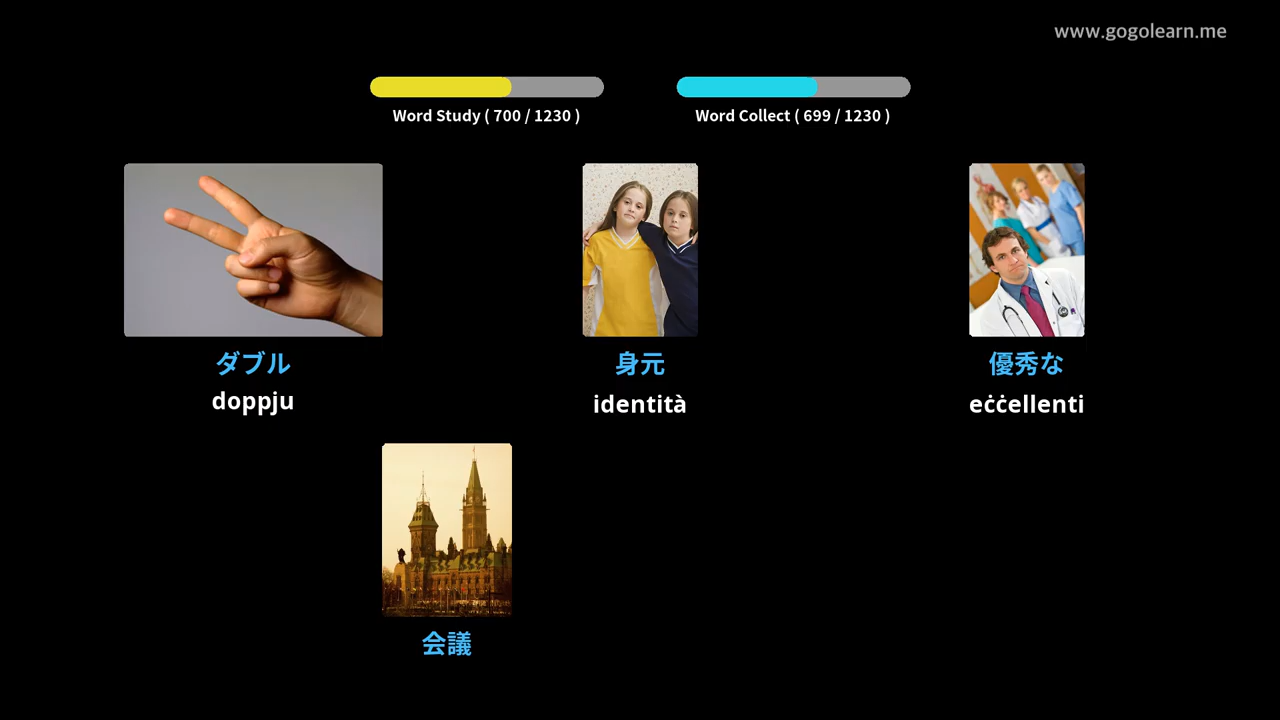 www.gogolearn.me
Word Study ( 700 / 1230 )
Word Collect ( 699 / 1230 )
ダブル
doppju
身元
identità
優秀な
eċċellenti
会議